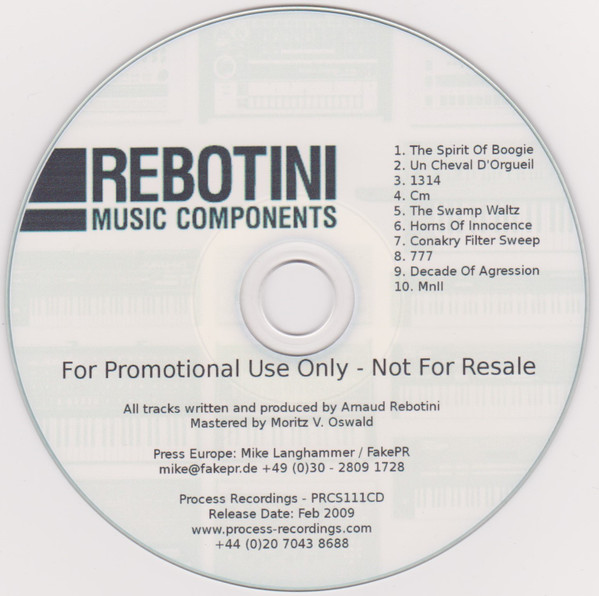 REBOTINI
MUSIC COMPONENTS
1. The Spirit Of Boogie
2. Un Cheval D'Orgueil
3. 1314
4. Cm
5. The Swamp Waltz
6. Horns Of Innocence
7. Conakry Filter Sweep
8. 777
9. Decade Of Agression
10. MnII
For Promotional Use Only - Not For Resale
All tracks written and produced by Arnaud Rebotini
Mastered by Moritz V. Oswald
Press Europe: Mike Langhammer / FakePR
mike@fakepr.de +49 (0)30 - 2809 1728
Process Recordings - PRCS111CD
Release Date: Feb 2009
www.process-recordings.com
+44 (0)20 7043 8688